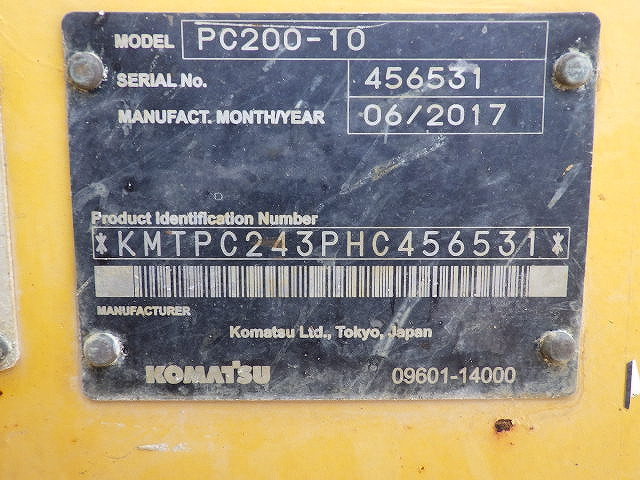 MODEL PC200-10
SERIAL No. 456531
MANUFACT. MONTH/YEAR 06/2017
Product Identification Number
*KMTPC243PHC456531*
MANUFACTURER
Komatsu Ltd., Tokyo, Japan
KOMATSU 09601-14000